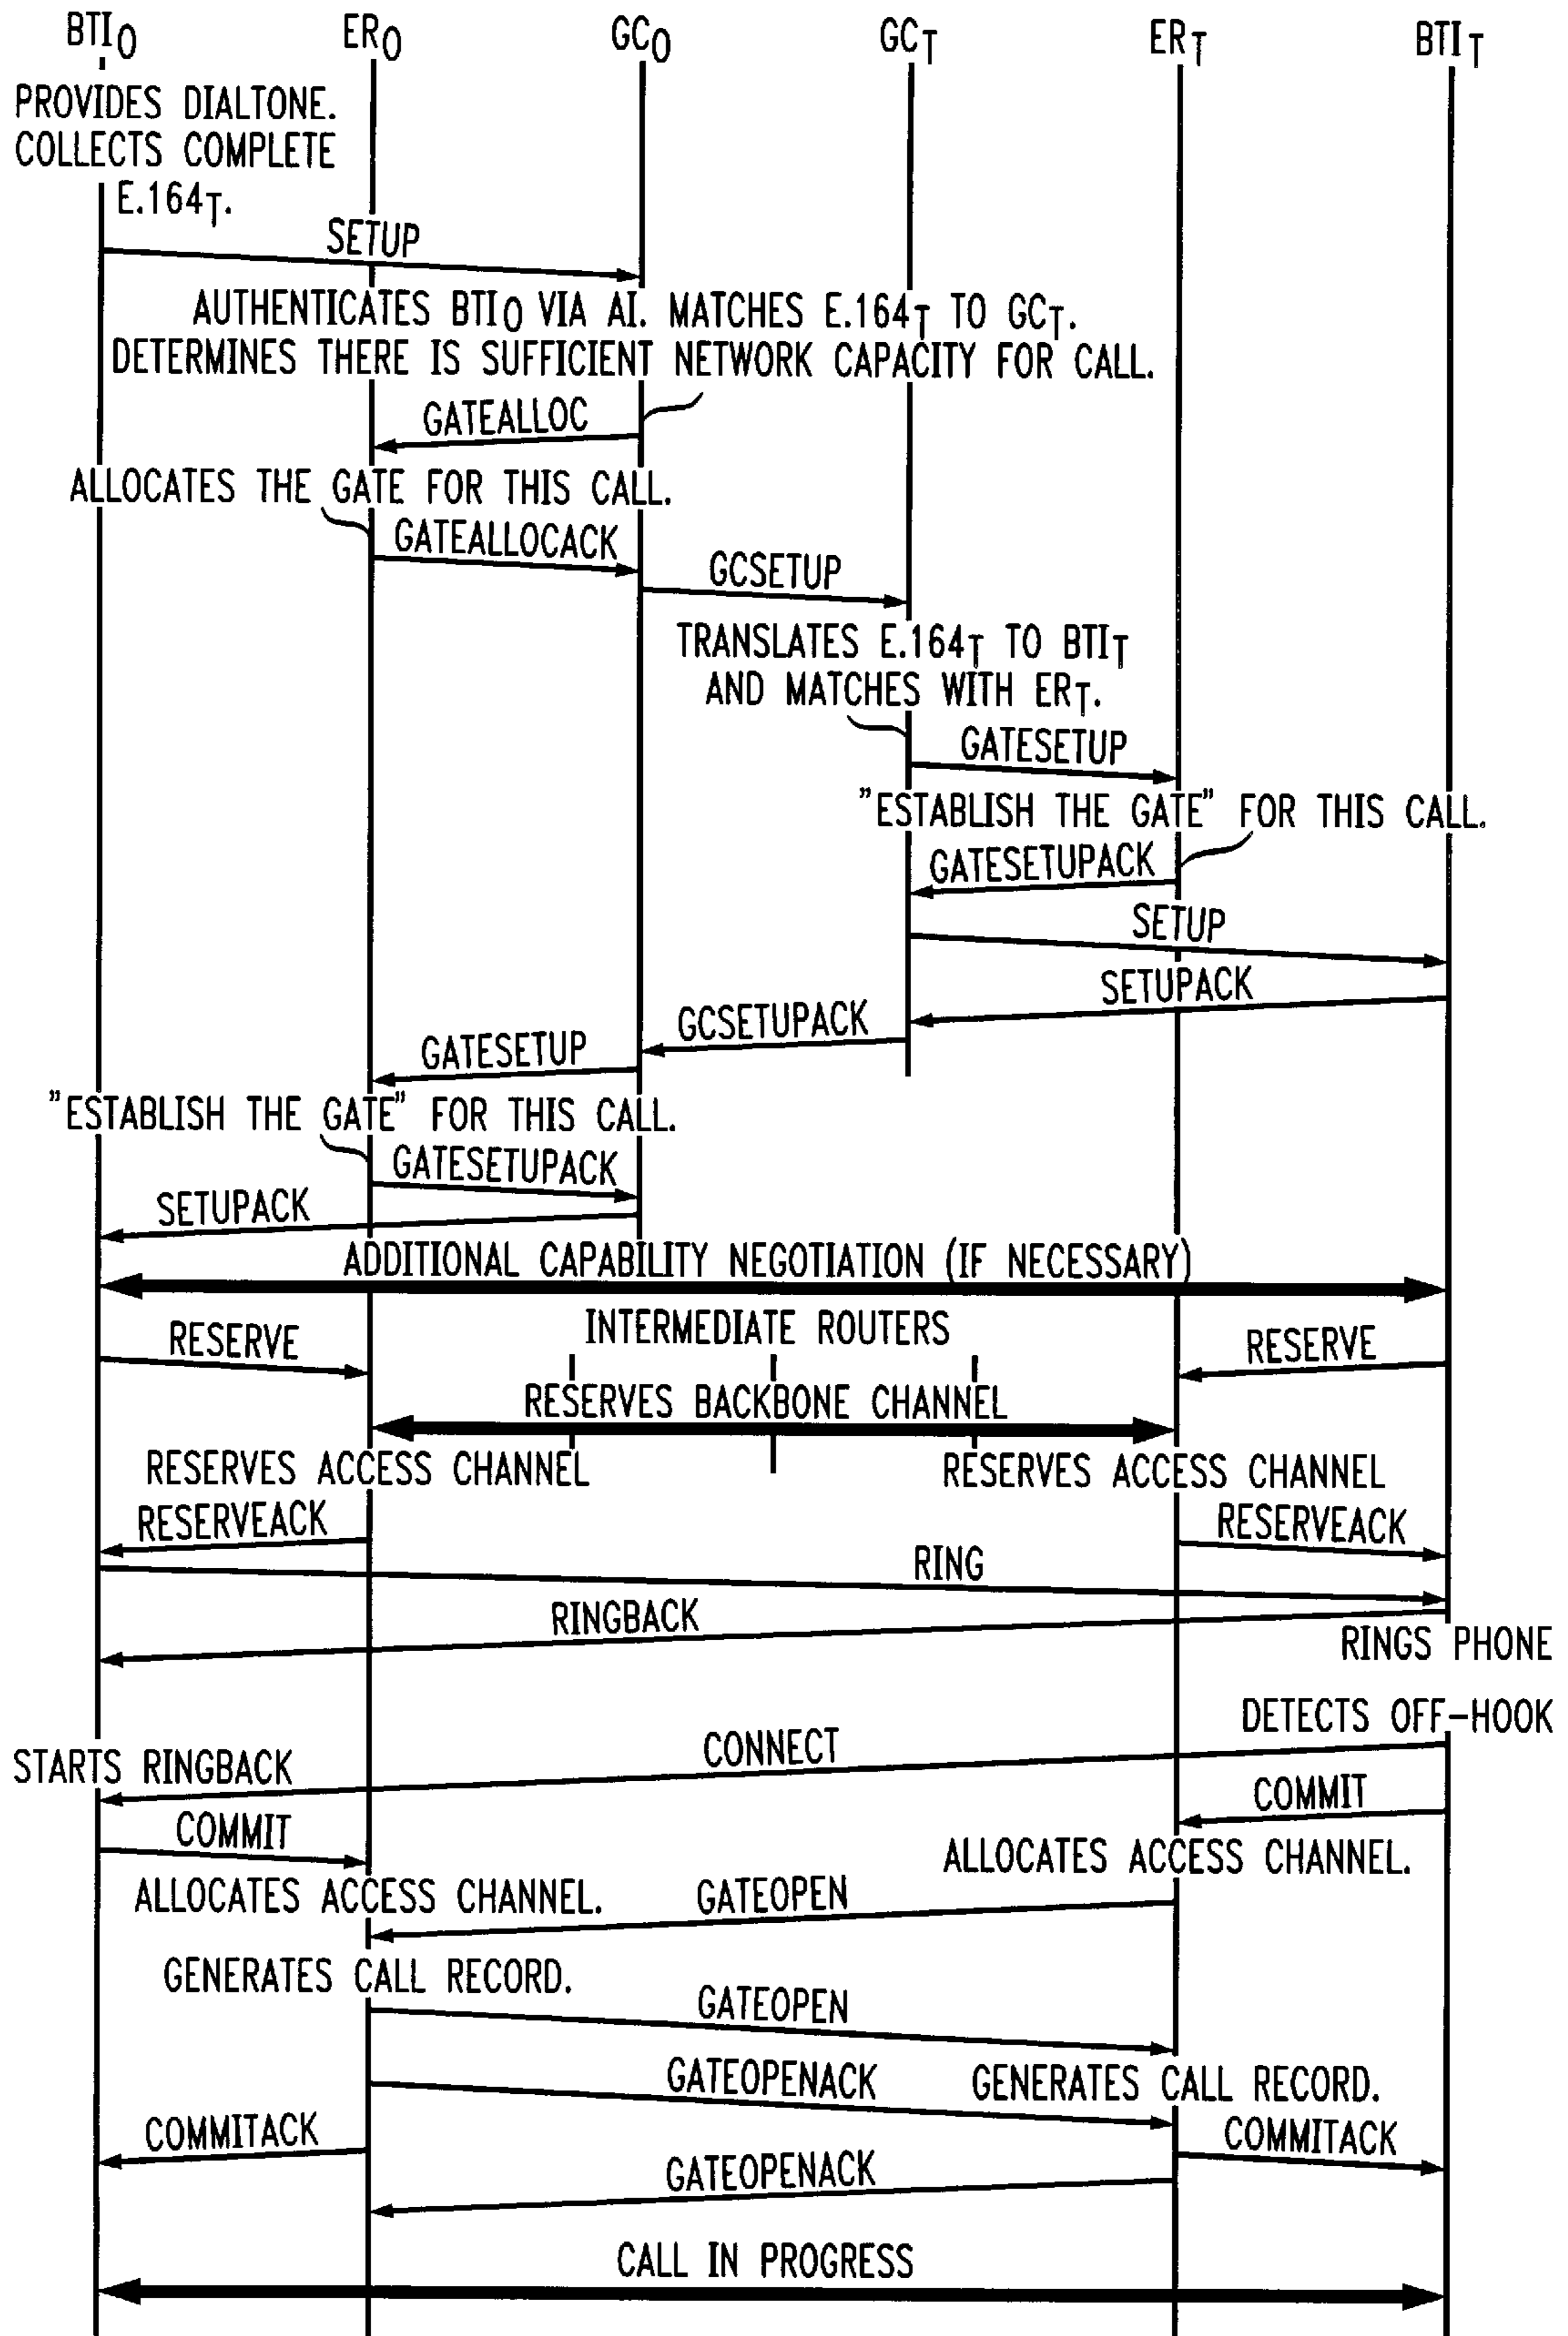 BTIO ERO GCO GCT ERT BTIT
PROVIDES DIALTONE.
COLLECTS COMPLETE
E.164T.
SETUP
AUTHENTICATES BTIO VIA AI. MATCHES E.164T TO GCT.
DETERMINES THERE IS SUFFICIENT NETWORK CAPACITY FOR CALL.
GATEALLOC
ALLOCATES THE GATE FOR THIS CALL.
GATEALLOCACK
GCSETUP
TRANSLATES E.164T TO BTIT
AND MATCHES WITH ERT.
GATESETUP
"ESTABLISH THE GATE" FOR THIS CALL.
GATESETUPACK
SETUP
SETUPACK
GCSETUPACK
GATESETUP
"ESTABLISH THE GATE" FOR THIS CALL.
GATESETUPACK
SETUPACK
ADDITIONAL CAPABILITY NEGOTIATION (IF NECESSARY)
INTERMEDIATE ROUTERS
RESERVE
RESERVE
RESERVES BACKBONE CHANNEL
RESERVES ACCESS CHANNEL
RESERVES ACCESS CHANNEL
RESERVEACK
RESERVEACK
RING
RINGBACK
RINGS PHONE
DETECTS OFF-HOOK
CONNECT
STARTS RINGBACK
COMMIT
COMMIT
ALLOCATES ACCESS CHANNEL.
ALLOCATES ACCESS CHANNEL.
GATEOPEN
GENERATES CALL RECORD.
GATEOPEN
GATEOPENACK
GENERATES CALL RECORD.
COMMITACK
COMMITACK
GATEOPENACK
CALL IN PROGRESS